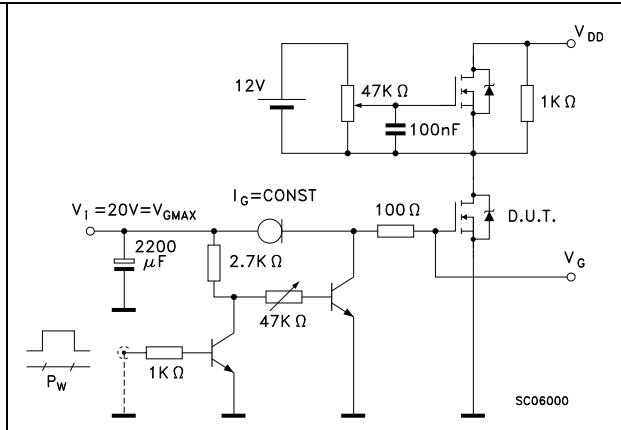 V_DD
12V
47K Ω
1K Ω
100nF
I_G=CONST
V_i =20V=V_GMAX
100Ω
D.U.T.
2200
μF
2.7K Ω
V_G
47K Ω
1K Ω
P_W
SC06000